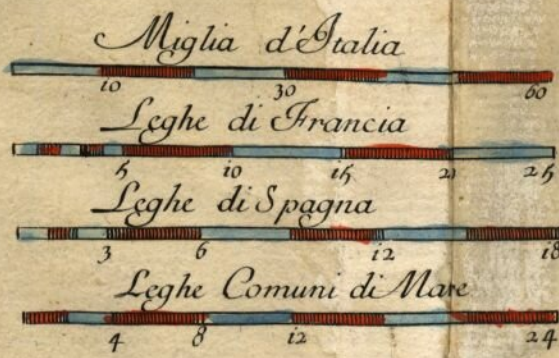 Miglia d'Italia
10 30 60
Leghe di Francia
5 10 15 2 25
Leghe di Spagna
3 6 12 18
Leghe Comuni di Mare
4 8 12 24